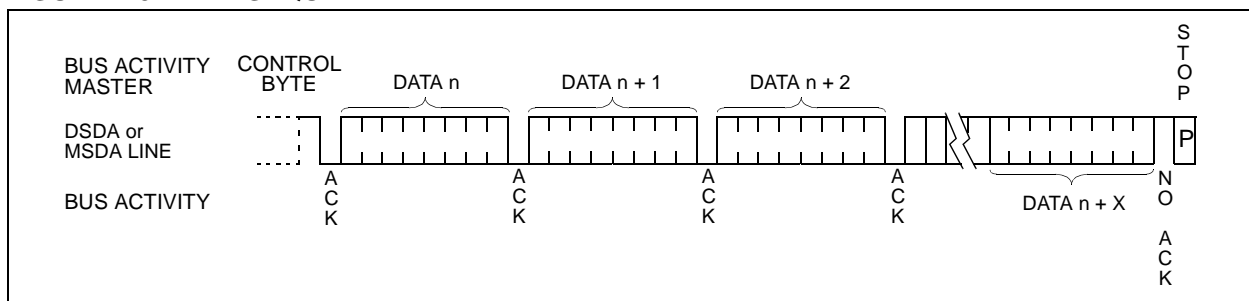 S
T
O
P
BUS ACTIVITY
MASTER
CONTROL
BYTE
DATA n
DATA n + 1
DATA n + 2
DSDA or
MSDA LINE
P
BUS ACTIVITY
A
C
K
A
C
K
A
C
K
A
C
K
DATA n + X
N
O
A
C
K